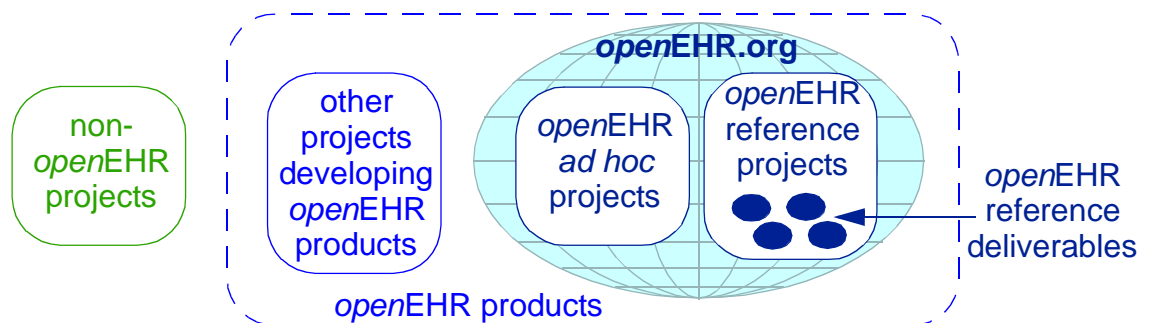 non-
openEHR
projects
other
projects
developing
openEHR
products
openEHR.org
openEHR
ad hoc
projects
openEHR
reference
projects
openEHR
reference
deliverables
openEHR products